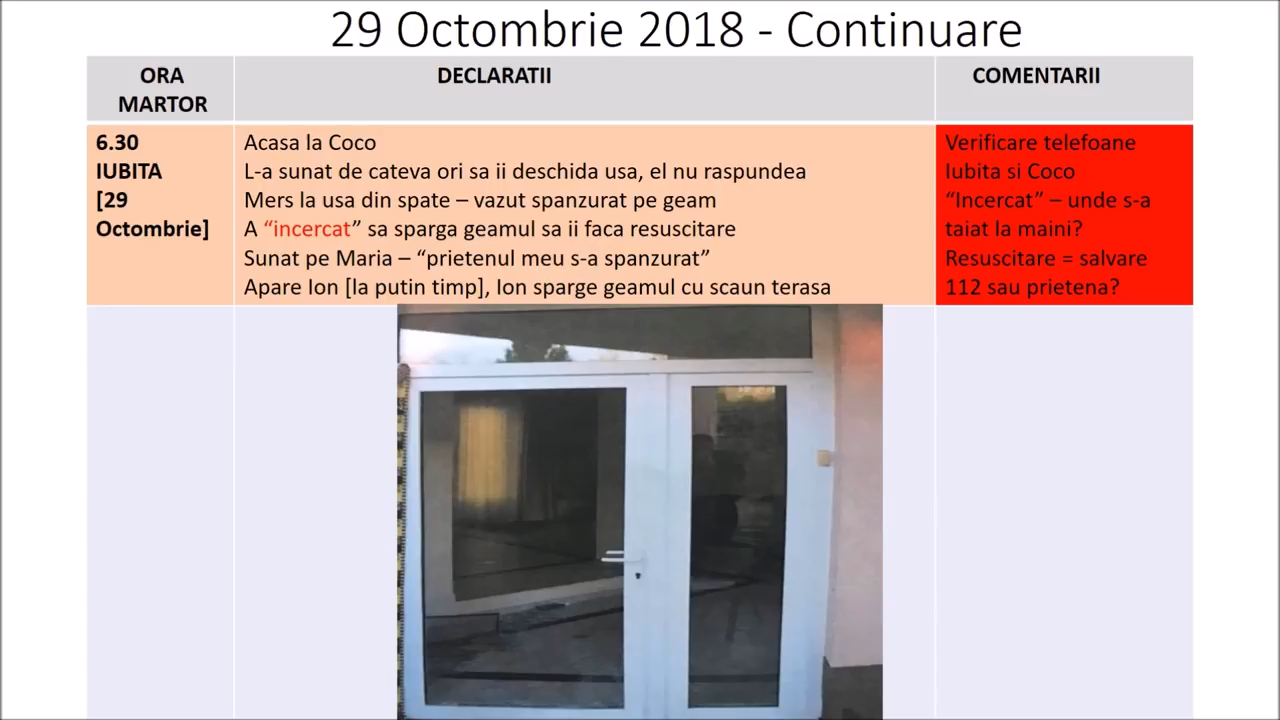 29 Octombrie 2018 - Continuare
ORA
MARTOR
DECLARATII
COMENTARII
6.30
IUBITA
[29
Octombrie]
Acasa la Coco
L-a sunat de cateva ori sa ii deschida usa, el nu raspundea
Mers la usa din spate – vazut spanzurat pe geam
A “incercat” sa sparga geamul sa ii faca resuscitare
Sunat pe Maria – “prietenul meu s-a spanzurat”
Apare Ion [la putin timp], Ion sparge geamul cu scaun terasa
Verificare telefoane
Iubita si Coco
“Incercat” – unde s-a
taiat la maini?
Resuscitare = salvare
112 sau prietena?